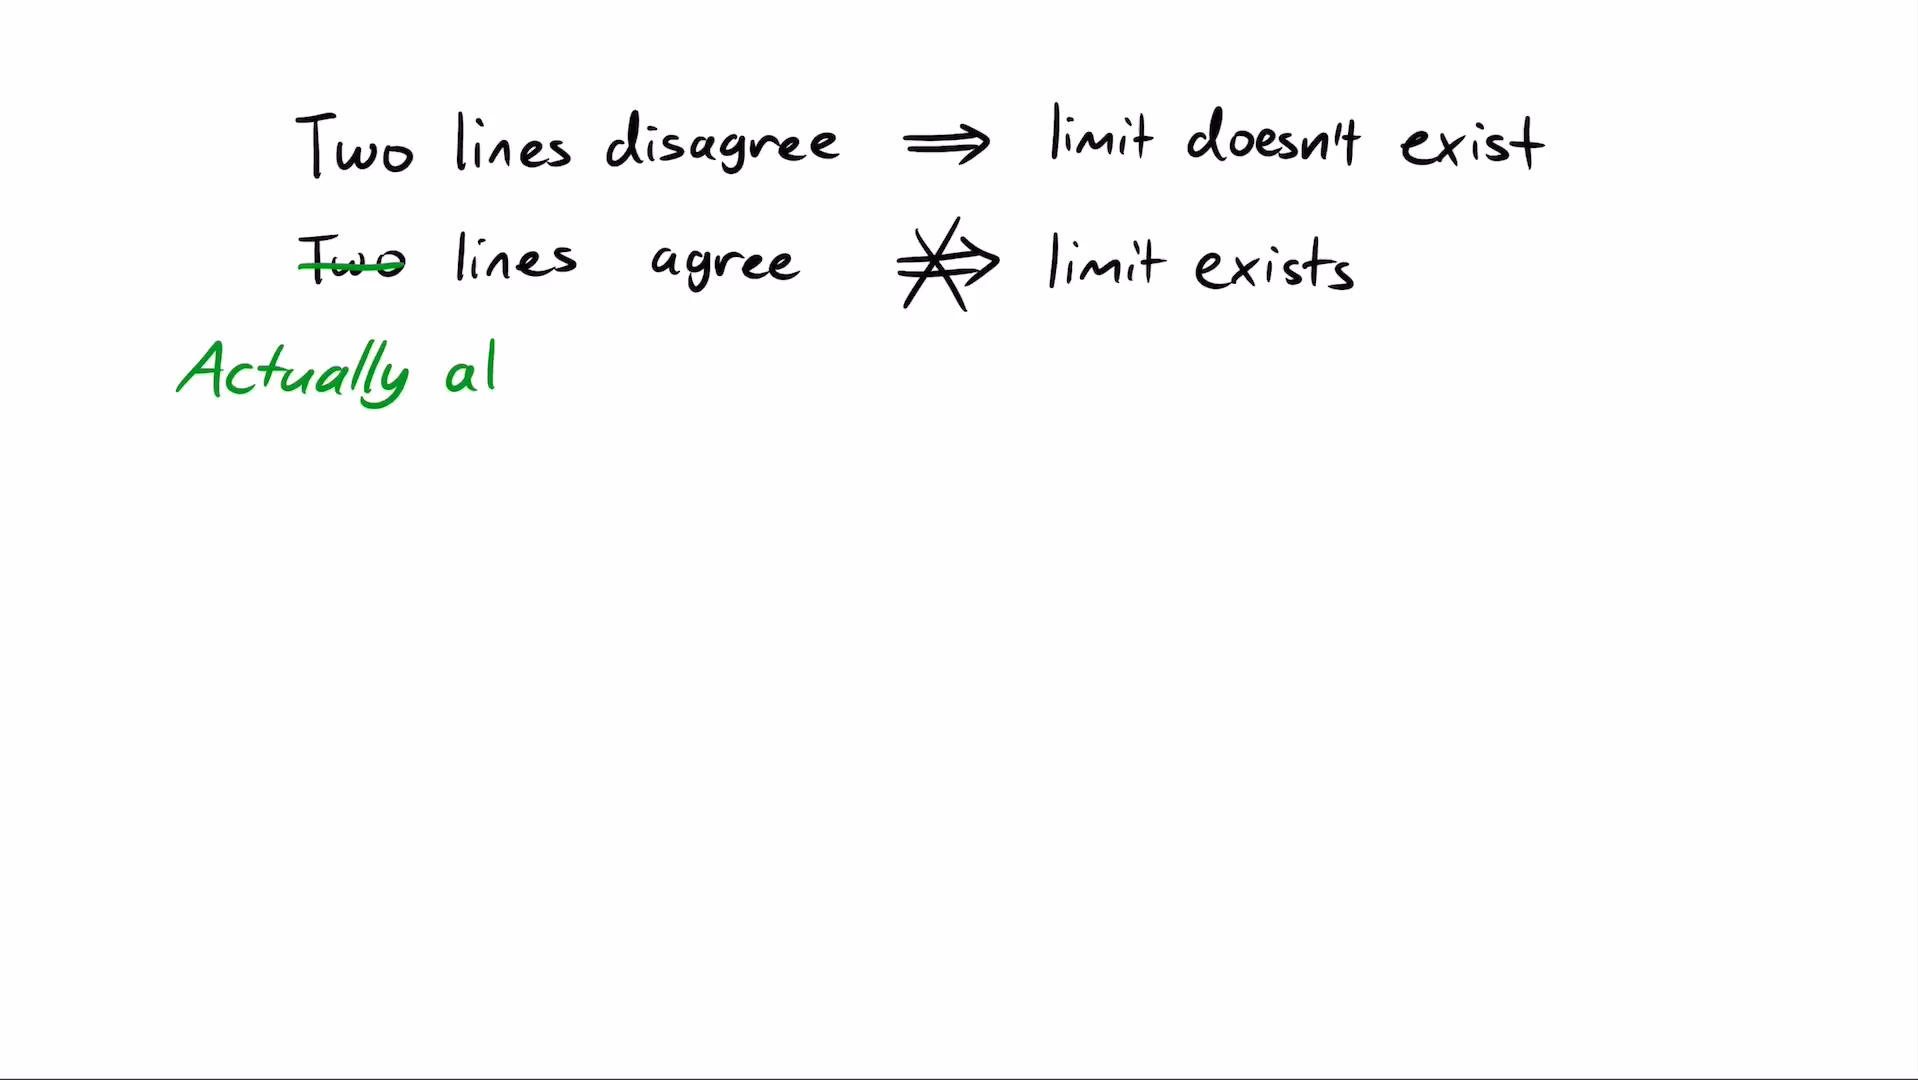 Two lines disagree ⟹ limit doesn't exist
Two lines agree ⇏ limit exists
Actually al